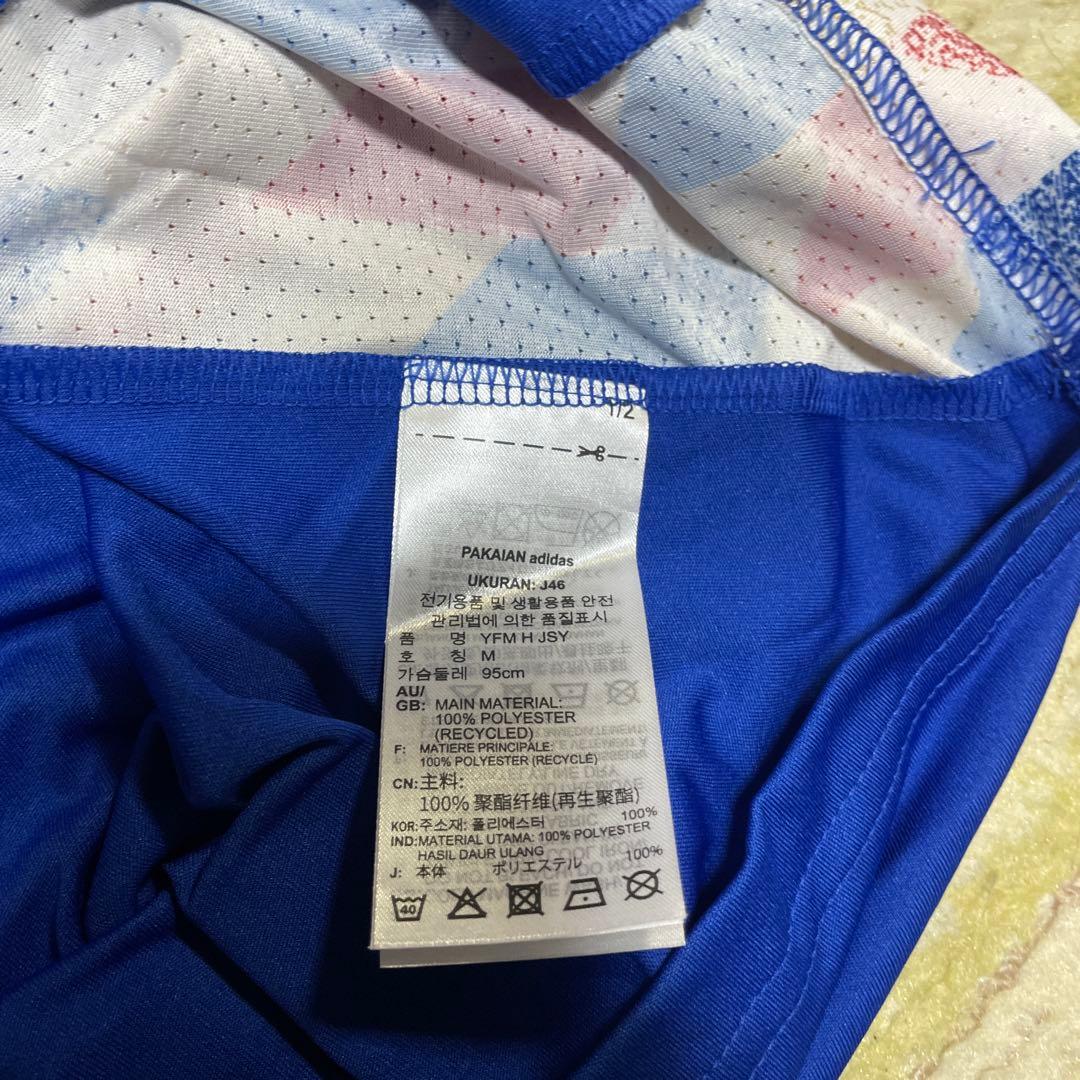 1/2
PAKAIAN adidas
UKURAN: J46
전기용품 및 생활용품 안전
관리법에 의한 품질표시
품 명 YFM H JSY
호 칭 M
가슴둘레 95cm
AU/
GB: MAIN MATERIAL:
100% POLYESTER
(RECYCLED)
F: MATIERE PRINCIPALE:
100% POLYESTER (RECYCLÉ)
CN: 主料:
100% 聚酯纤维(再生聚酯)
KOR: 주소재: 폴리에스터 100%
IND: MATERIAL UTAMA: 100% POLYESTER
HASIL DAUR ULANG
J: 本体 ポリエステル 100%
40